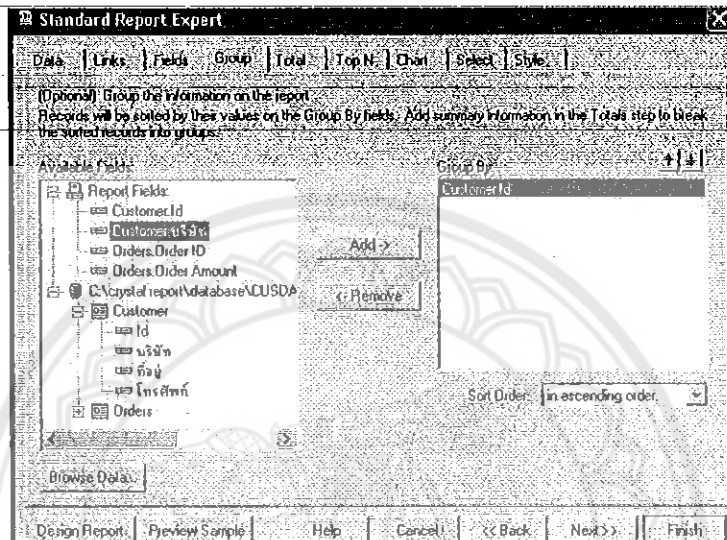 Standard Report Expert
Data Links Fields Group Total Top N Chart Select Style
(Optional) Group the information on the report.
Records will be sorted by their values on the Group By fields. Add summary information in the Totals step to break
the sorted records into groups.
Available Fields: Group By:
Report Fields: Customer.Id
Customer.Id
Customer.บริษัท
Orders.Order ID
Orders.Order Amount
Add ->
<- Remove
C:\crystal report\database\CUSDA
Customer
Id
บริษัท
ที่อยู่
โทรศัพท์
Orders
Sort Order: in ascending order.
Browse Data...
Design Report Preview Sample Help Cancel << Back Next >> Finish